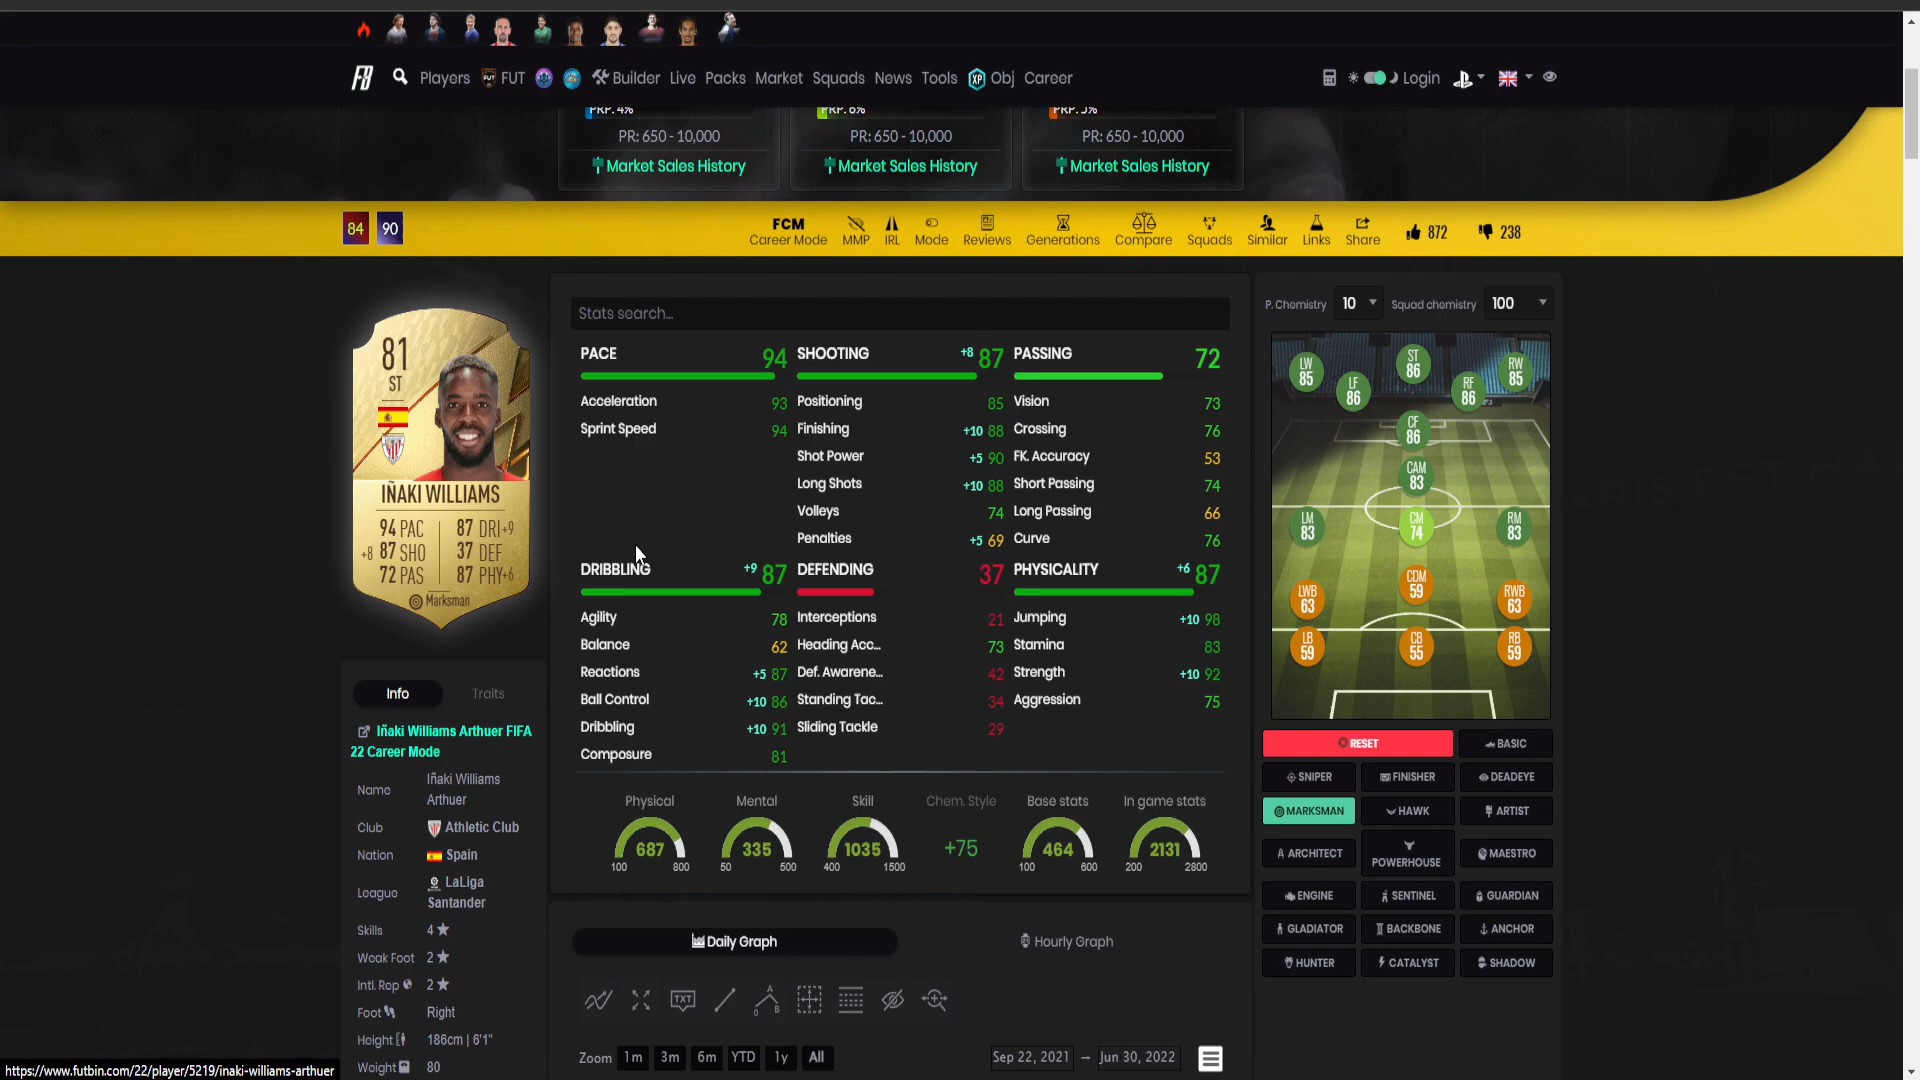 F8 Players FUT Builder Live Packs Market Squads News Tools XP Obj Career Login
PRP: 4% PRP: 6% PRP: 5%
PR: 650 - 10,000 PR: 650 - 10,000 PR: 650 - 10,000
Market Sales History Market Sales History Market Sales History
84 90
FCM Career Mode MMP IRL Mode Reviews Generations Compare Squads Similar Links Share 872 238
81
ST
IÑAKI WILLIAMS
94 PAC 87 DRI+9
+8 87 SHO 37 DEF
72 PAS 87 PHY+6
Marksman
Info Traits
Iñaki Williams Arthuer FIFA
22 Career Mode
Name Iñaki Williams
Arthuer
Club Athletic Club
Nation Spain
League LaLiga
Santander
Skills 4★
Weak Foot 2★
Intl. Rep 2★
Foot Right
Height 186cm | 6'1"
Weight 80
Stats search...
PACE 94
Acceleration 93
Sprint Speed 94
SHOOTING +8 87
Positioning 85
Finishing +10 88
Shot Power +5 90
Long Shots +10 88
Volleys 74
Penalties +5 69
PASSING 72
Vision 73
Crossing 76
FK. Accuracy 53
Short Passing 74
Long Passing 66
Curve 76
DRIBBLING +9 87
Agility 78
Balance 62
Reactions +5 87
Ball Control +10 86
Dribbling +10 91
Composure 81
DEFENDING 37
Interceptions 21
Heading Acc... 73
Def. Awarene... 42
Standing Tac... 34
Sliding Tackle 29
PHYSICALITY +6 87
Jumping +10 98
Stamina 83
Strength +10 92
Aggression 75
Physical Mental Skill Chem. Style Base stats In game stats
687 335 1035 +75 464 2131
100 800 50 500 400 1500 100 600 200 2800
Daily Graph Hourly Graph
TXT A 0 B
Zoom 1m 3m 6m YTD 1y All Sep 22, 2021 → Jun 30, 2022
P. Chemistry 10 Squad chemistry 100
LW 85 ST 86 RW 85
LF 86 RF 86
CF 86
CAM 83
LM 83 CM 74 RM 83
CDM 59
LWB 63 RWB 63
LB 59 CB 55 RB 59
RESET BASIC
SNIPER FINISHER DEADEYE
MARKSMAN HAWK ARTIST
ARCHITECT POWERHOUSE MAESTRO
ENGINE SENTINEL GUARDIAN
GLADIATOR BACKBONE ANCHOR
HUNTER CATALYST SHADOW
https://www.futbin.com/22/player/5219/inaki-williams-arthuer